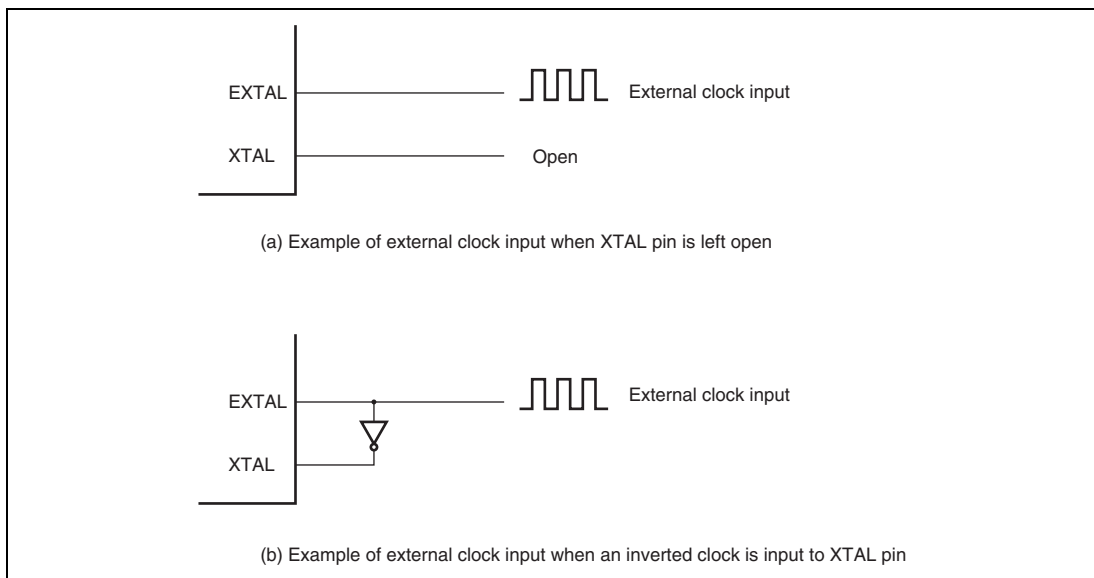 EXTAL
External clock input
XTAL
Open
(a) Example of external clock input when XTAL pin is left open
EXTAL
External clock input
XTAL
(b) Example of external clock input when an inverted clock is input to XTAL pin